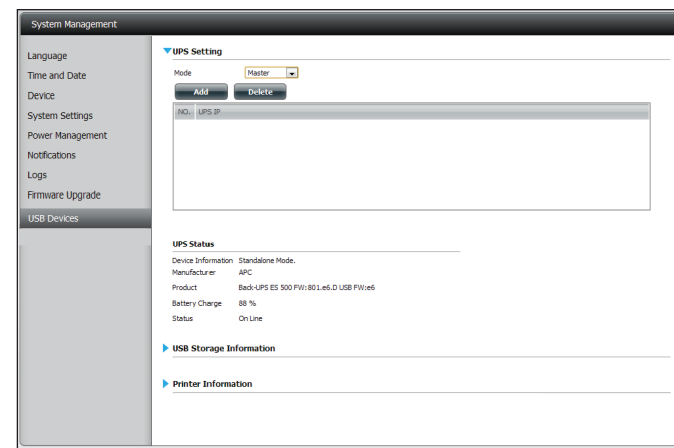 System Management
Language
Time and Date
Device
System Settings
Power Management
Notifications
Logs
Firmware Upgrade
USB Devices
UPS Setting
Mode Master
Add Delete
NO. UPS IP
UPS Status
Device Information Standalone Mode.
Manufacturer APC
Product Back-UPS ES 500 FW:801.e6.D USB FW:e6
Battery Charge 88 %
Status On Line
USB Storage Information
Printer Information